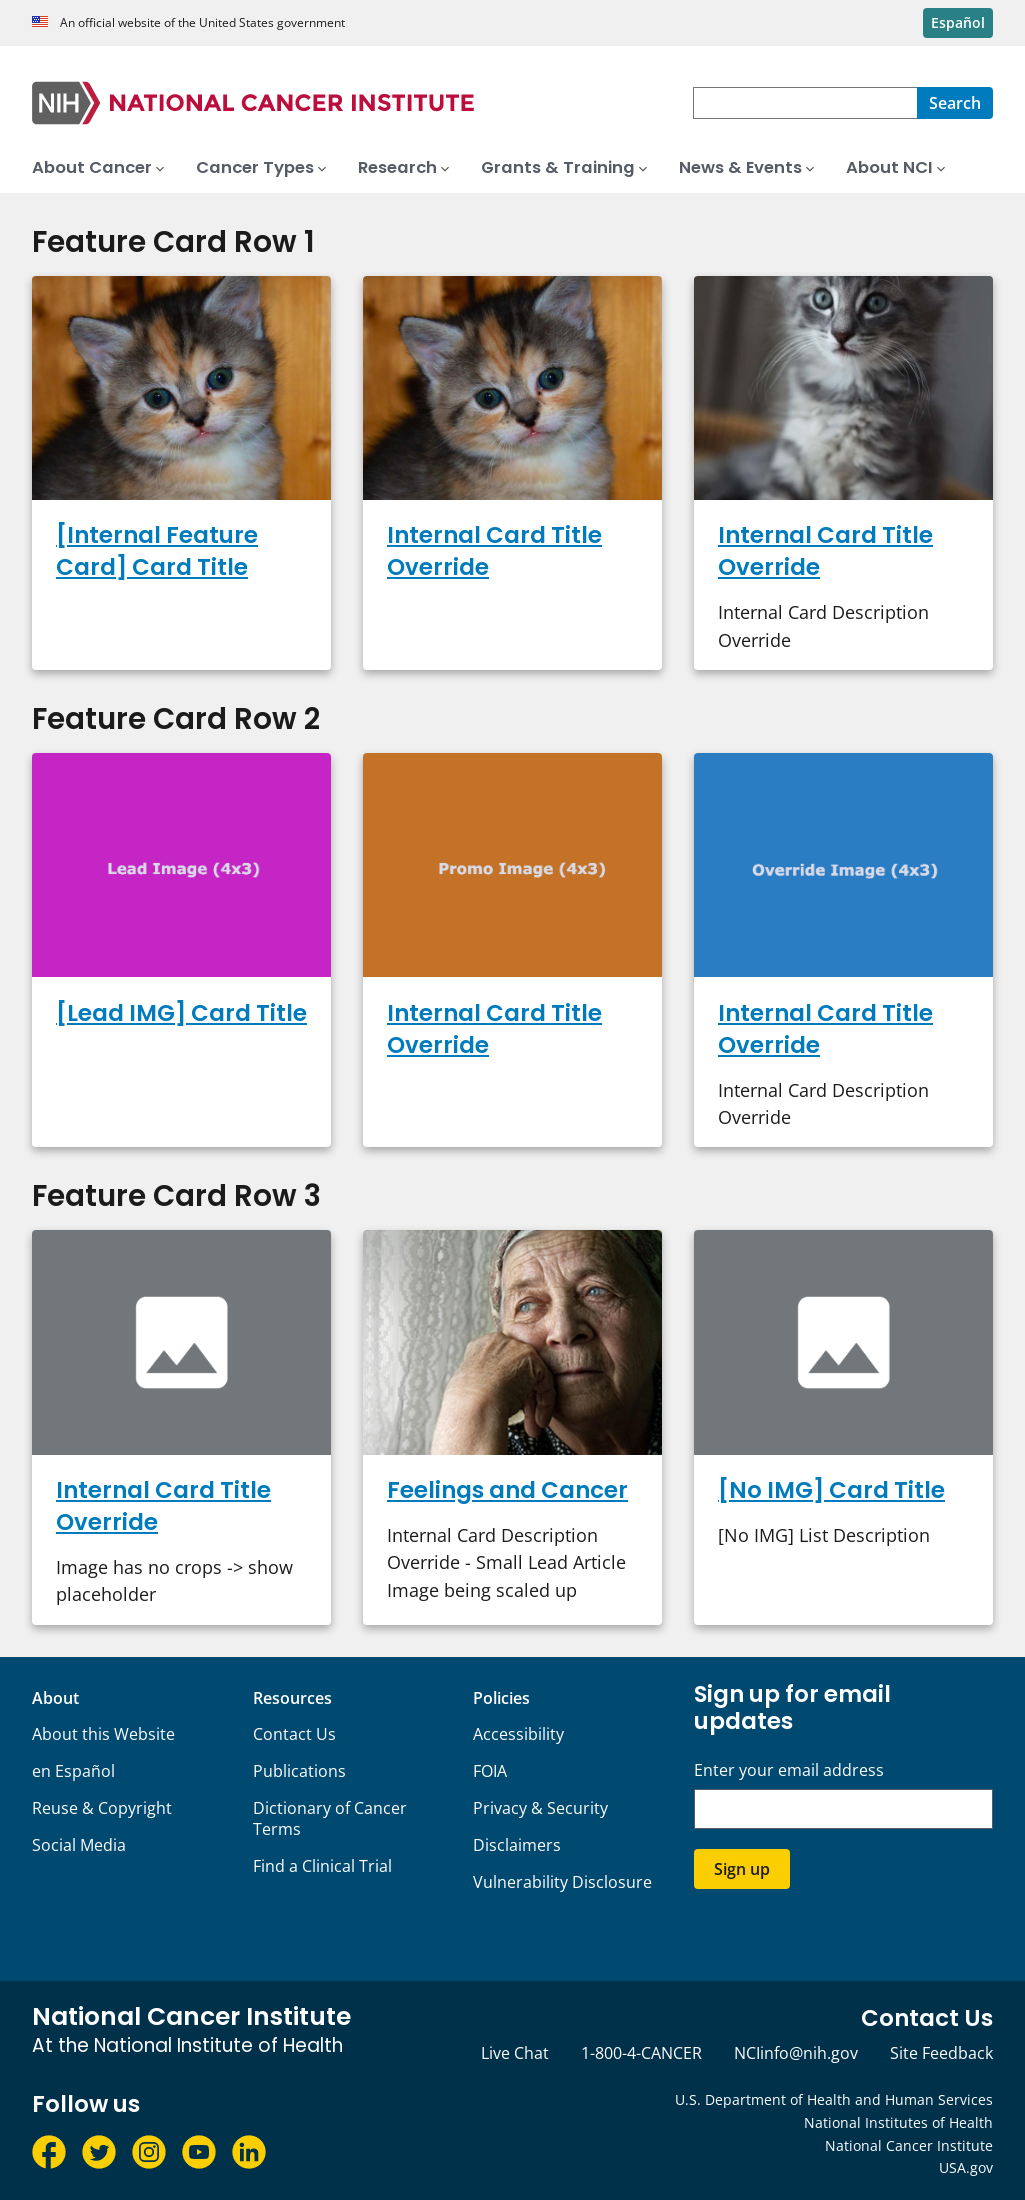 An official website of the United States government
Español
NIH NATIONAL CANCER INSTITUTE
Search
About Cancer Cancer Types Research Grants & Training News & Events About NCI
Feature Card Row 1
[Internal Feature
Card] Card Title
Internal Card Title
Override
Internal Card Title
Override
Internal Card Description
Override
Feature Card Row 2
Lead Image (4x3)
Promo Image (4x3)
Override Image (4x3)
[Lead IMG] Card Title
Internal Card Title
Override
Internal Card Title
Override
Internal Card Description
Override
Feature Card Row 3
Internal Card Title
Override
Image has no crops -> show
placeholder
Feelings and Cancer
Internal Card Description
Override - Small Lead Article
Image being scaled up
[No IMG] Card Title
[No IMG] List Description
About
About this Website
en Español
Reuse & Copyright
Social Media
Resources
Contact Us
Publications
Dictionary of Cancer
Terms
Find a Clinical Trial
Policies
Accessibility
FOIA
Privacy & Security
Disclaimers
Vulnerability Disclosure
Sign up for email
updates
Enter your email address
Sign up
National Cancer Institute
At the National Institute of Health
Contact Us
Live Chat 1-800-4-CANCER NCIinfo@nih.gov Site Feedback
Follow us
U.S. Department of Health and Human Services
National Institutes of Health
National Cancer Institute
USA.gov